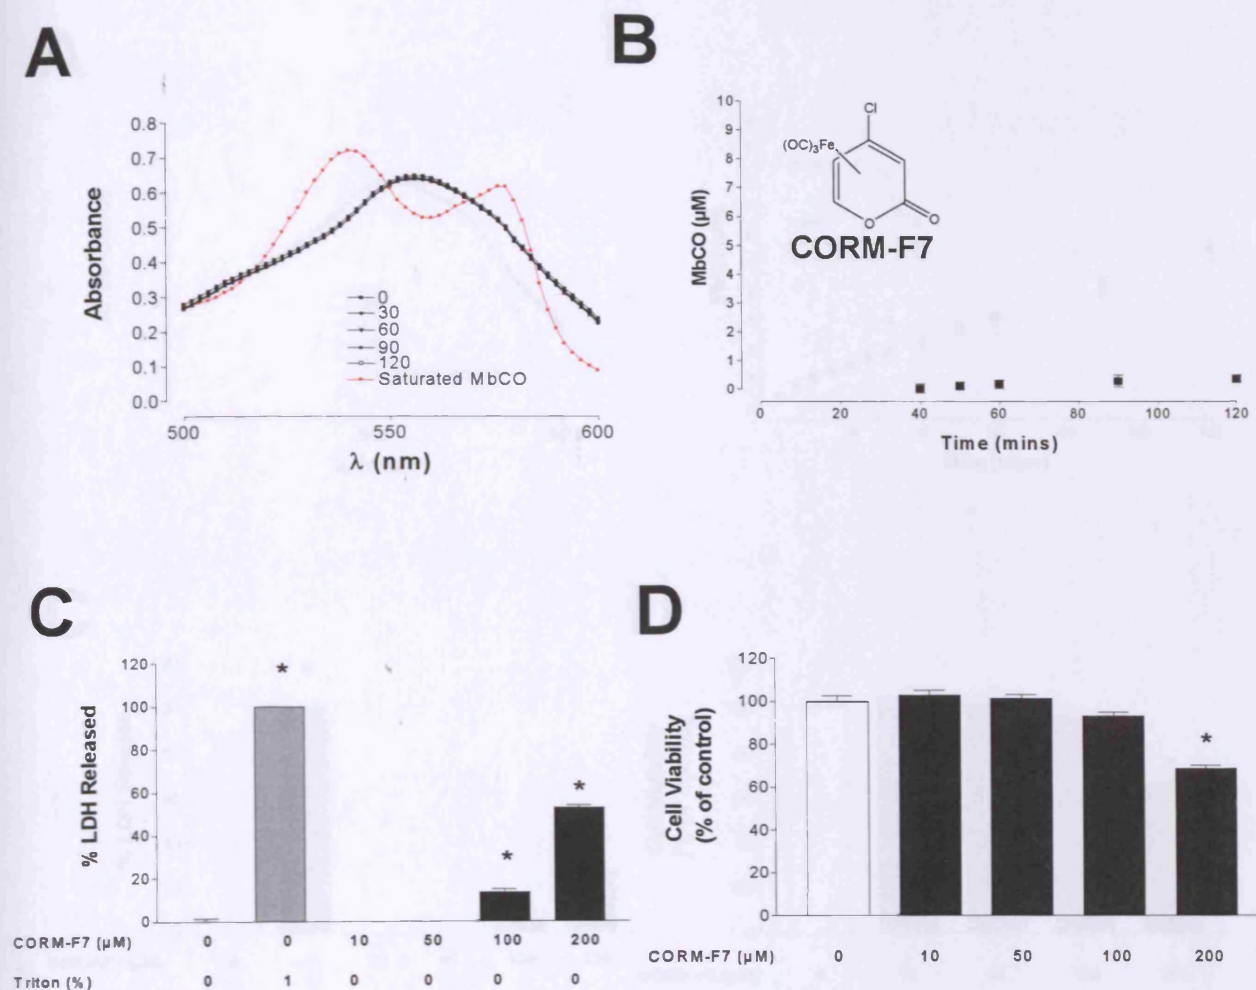 A
0.8
0.7
0.6
0.5
0.4
0.3
0.2
0.1
0.0
Absorbance
0
30
60
90
120
Saturated MbCO
500 550 600
λ (nm)
B
10
9
8
7
6
5
4
3
2
1
0
MbCO (µM)
Cl
(OC)₃Fe
O
O
CORM-F7
0 20 40 60 80 100 120
Time (mins)
C
120
100
80
60
40
20
0
% LDH Released
*
*
*
CORM-F7 (µM) 0 0 10 50 100 200
Triton (%) 0 1 0 0 0 0
D
120
100
80
60
40
20
0
Cell Viability
(% of control)
*
CORM-F7 (µM) 0 10 50 100 200